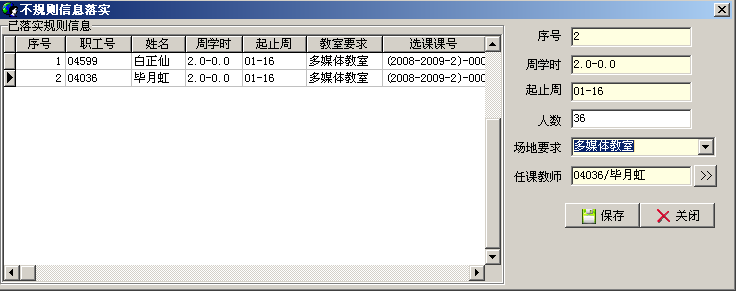 不规则信息落实
已落实规则信息
序号 职工号 姓名 周学时 起止周 教室要求 选课课号
1 04599 白正仙 2.0-0.0 01-16 多媒体教室 (2008-2009-2)-000
2 04036 毕月虹 2.0-0.0 01-16 多媒体教室 (2008-2009-2)-000
序号 2
周学时 2.0-0.0
起止周 01-16
人数 36
场地要求 多媒体教室
任课教师 04036/毕月虹 >>
保存 关闭